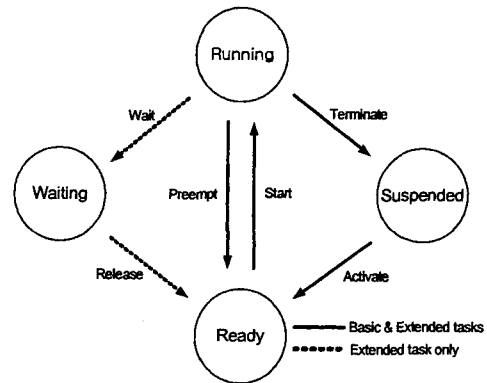 Running
Wait
Terminate
Waiting
Preempt
Start
Suspended
Release
Activate
Ready
Basic & Extended tasks
Extended task only